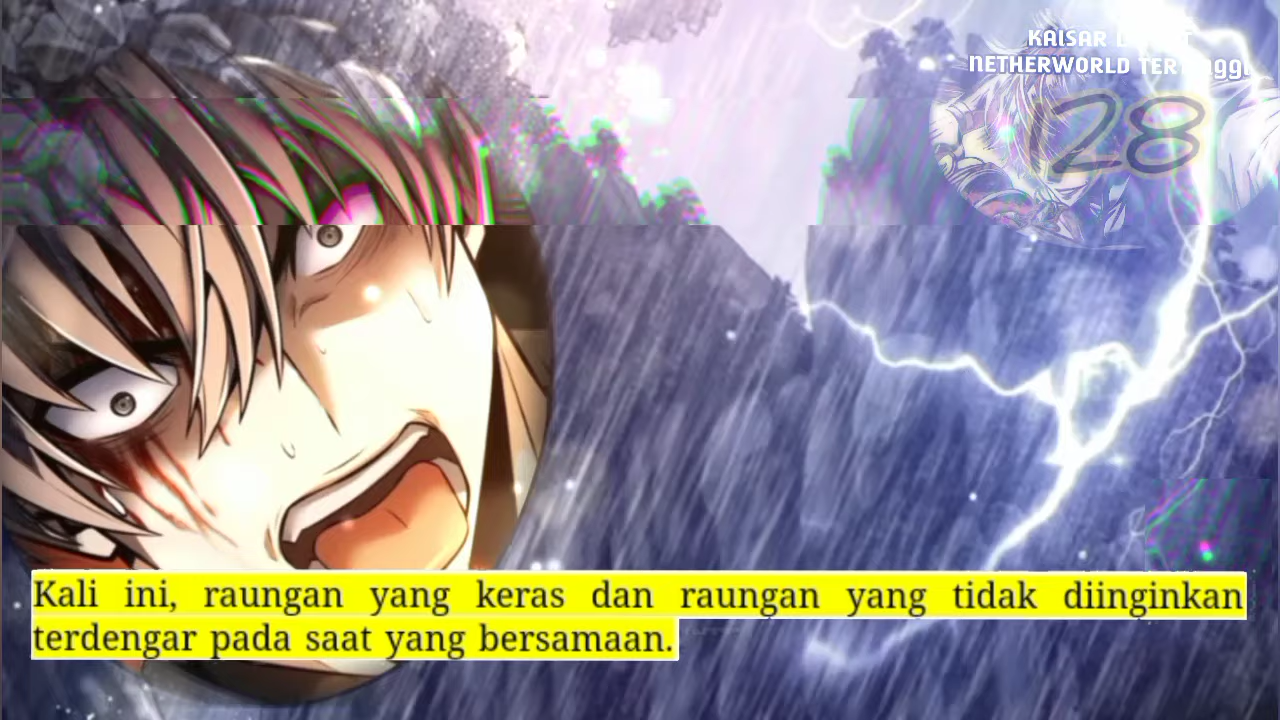 KAISAR
NETHERWORLD
128
Kali ini, raungan yang keras dan raungan yang tidak diinginkan
terdengar pada saat yang bersamaan.